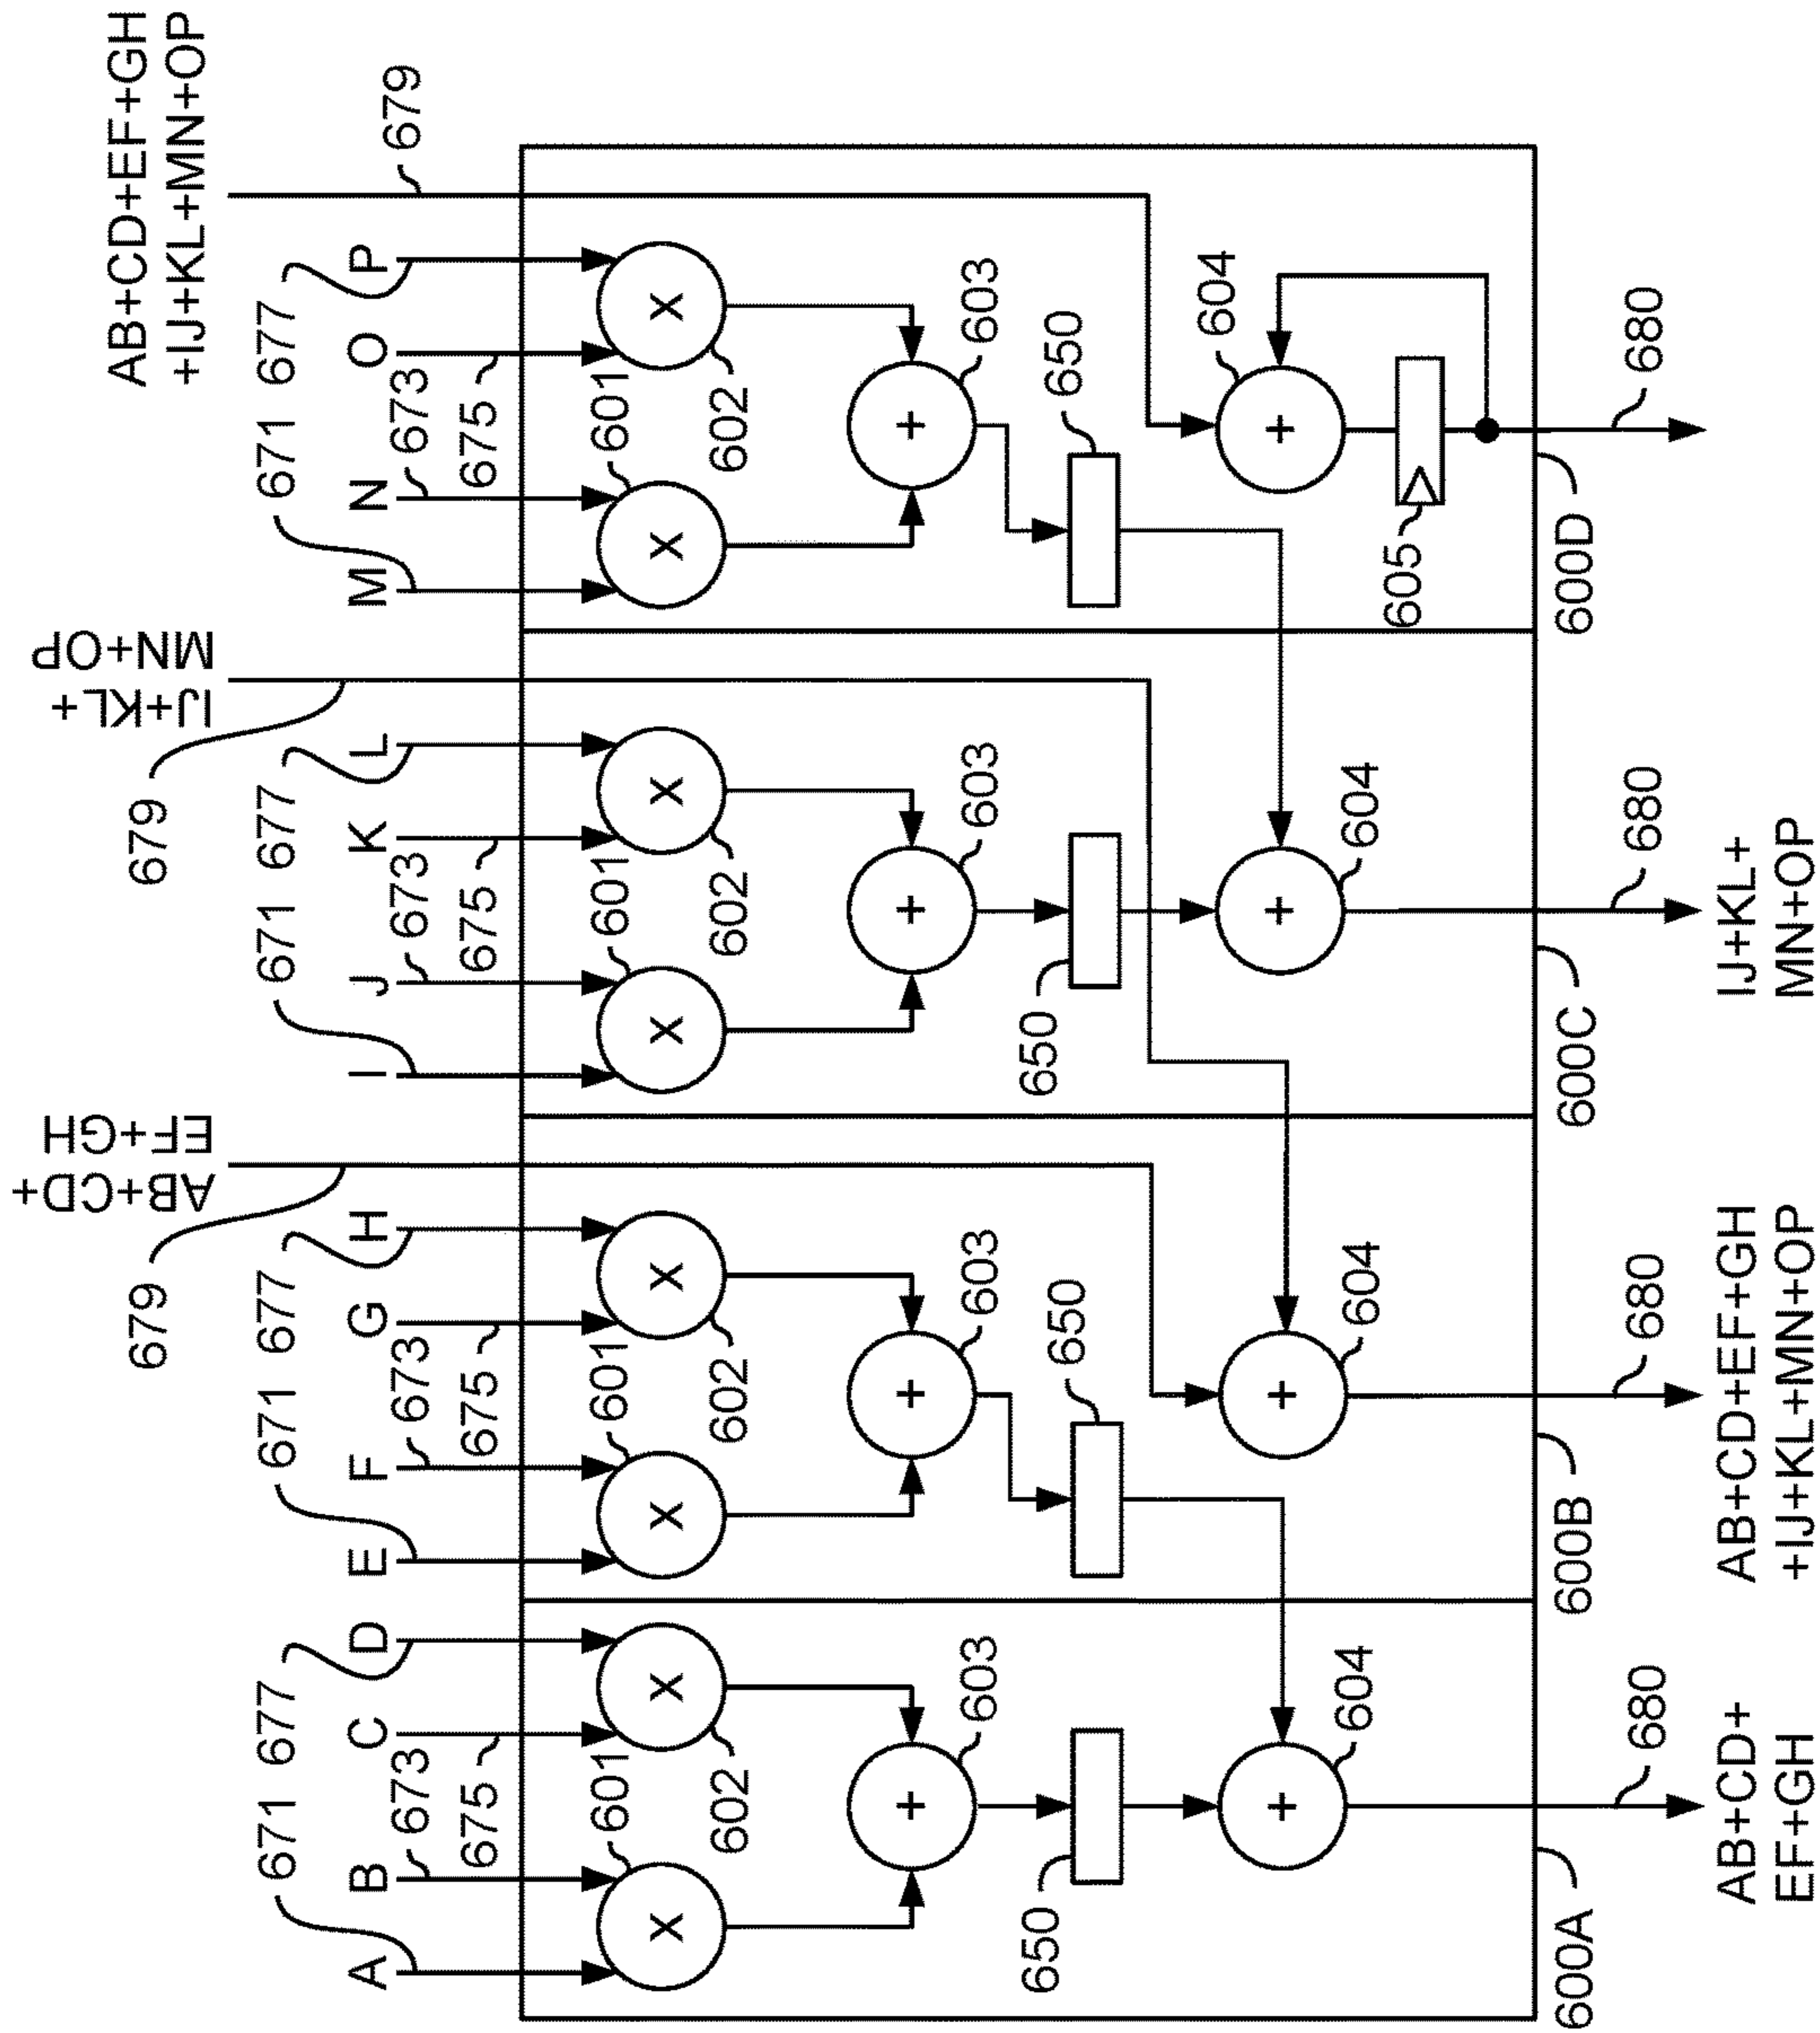 AB+CD+
EF+GH
IJ+KL+
MN+OP
AB+CD+EF+GH
+IJ+KL+MN+OP
679
679
679
671 677
671 677
671 677
671 677
A B C D
E F G H
I J K L
M N O P
673
673
673
673
675
675
675
675
601
601
601
601
x x x x x x x x
602
602
602
602
+ + + +
603
603
603
603
650
650
650
650
+ + + +
604
604
604
604
605
600A
600B
600C
600D
680
680
680
680
AB+CD+
EF+GH
AB+CD+EF+GH
+IJ+KL+MN+OP
IJ+KL+
MN+OP